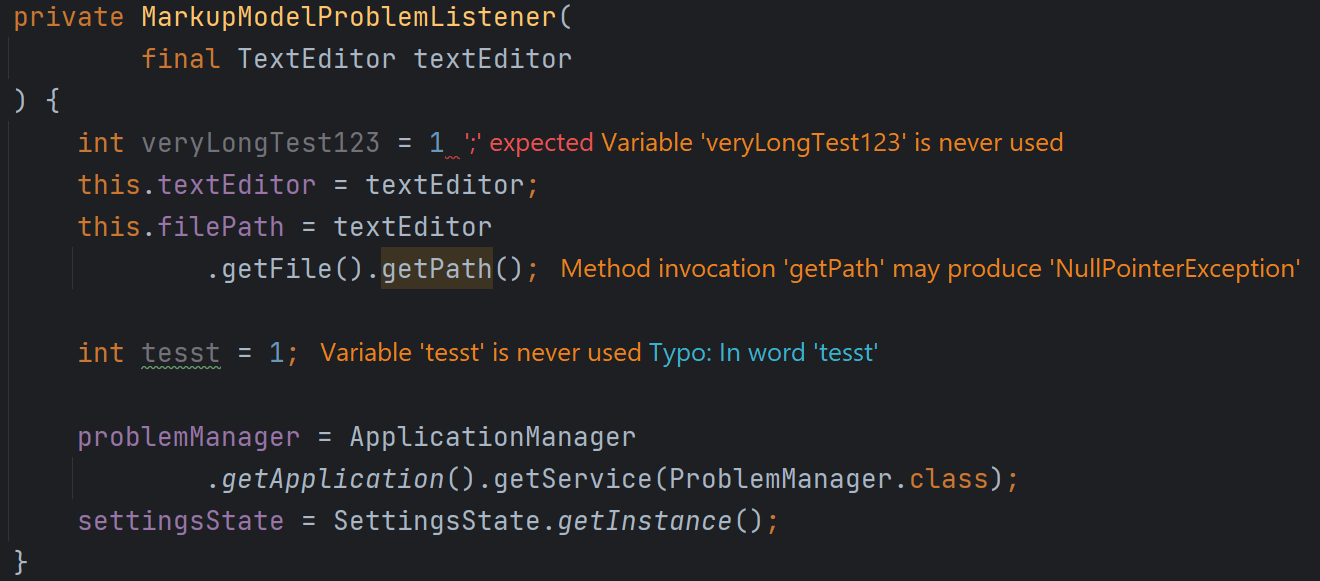 private MarkupModelProblemListener(
final TextEditor textEditor
) {
int veryLongTest123 = 1 ';' expected Variable 'veryLongTest123' is never used
this.textEditor = textEditor;
this.filePath = textEditor
.getFile().getPath(); Method invocation 'getPath' may produce 'NullPointerException'
int tesst = 1; Variable 'tesst' is never used Typo: In word 'tesst'
problemManager = ApplicationManager
.getApplication().getService(ProblemManager.class);
settingsState = SettingsState.getInstance();
}